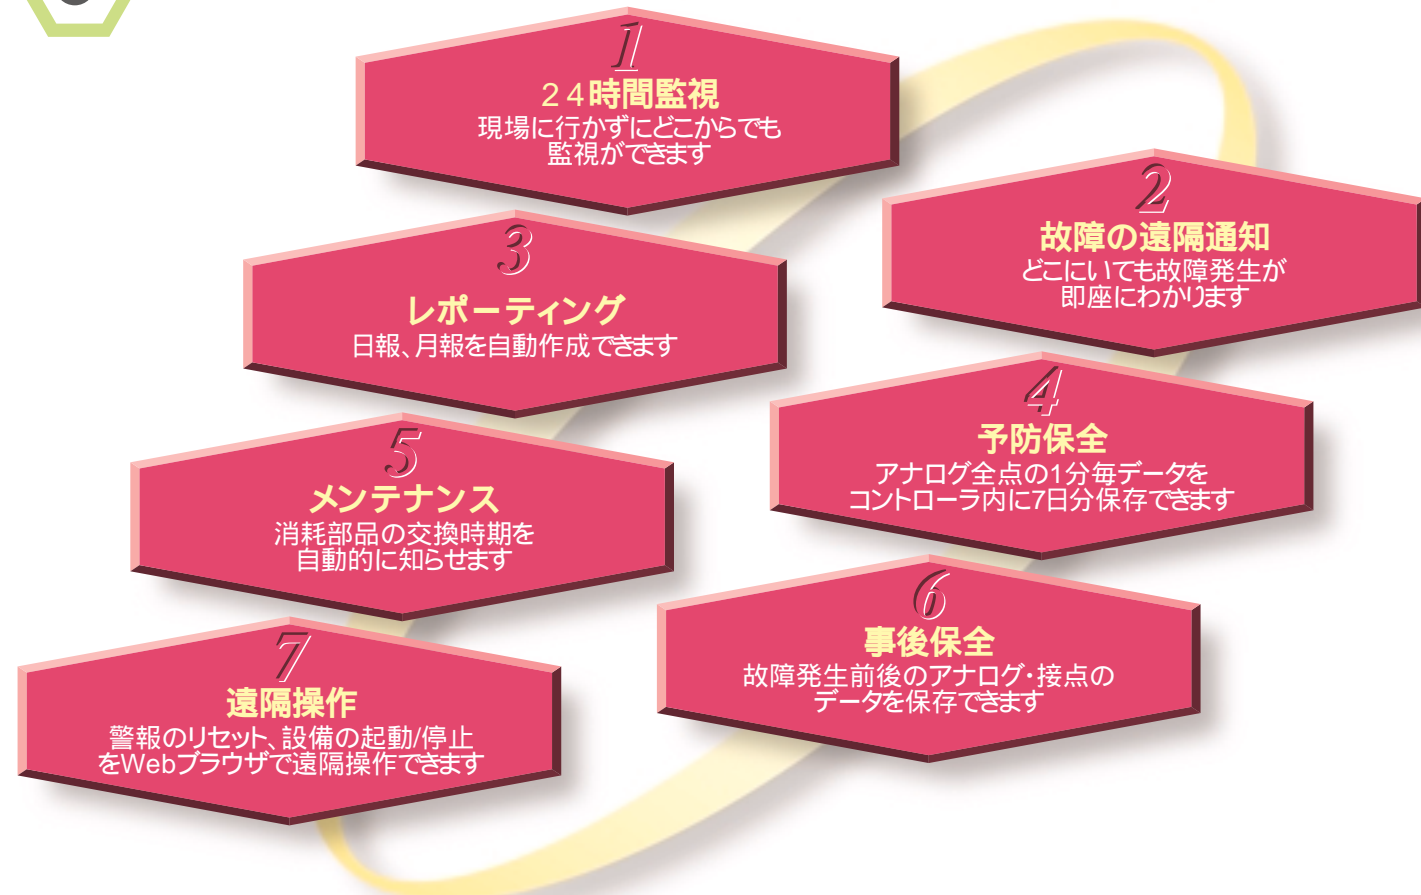 1
２４時間監視
現場に行かずにどこからでも
監視ができます
2
故障の遠隔通知
どこにいても故障発生が
即座にわかります
3
レポーティング
日報、月報を自動作成できます
4
予防保全
アナログ全点の1分毎データを
コントローラ内に7日分保存できます
5
メンテナンス
消耗部品の交換時期を
自動的に知らせます
6
事後保全
故障発生前後のアナログ・接点の
データを保存できます
7
遠隔操作
警報のリセット、設備の起動/停止
をWebブラウザで遠隔操作できます